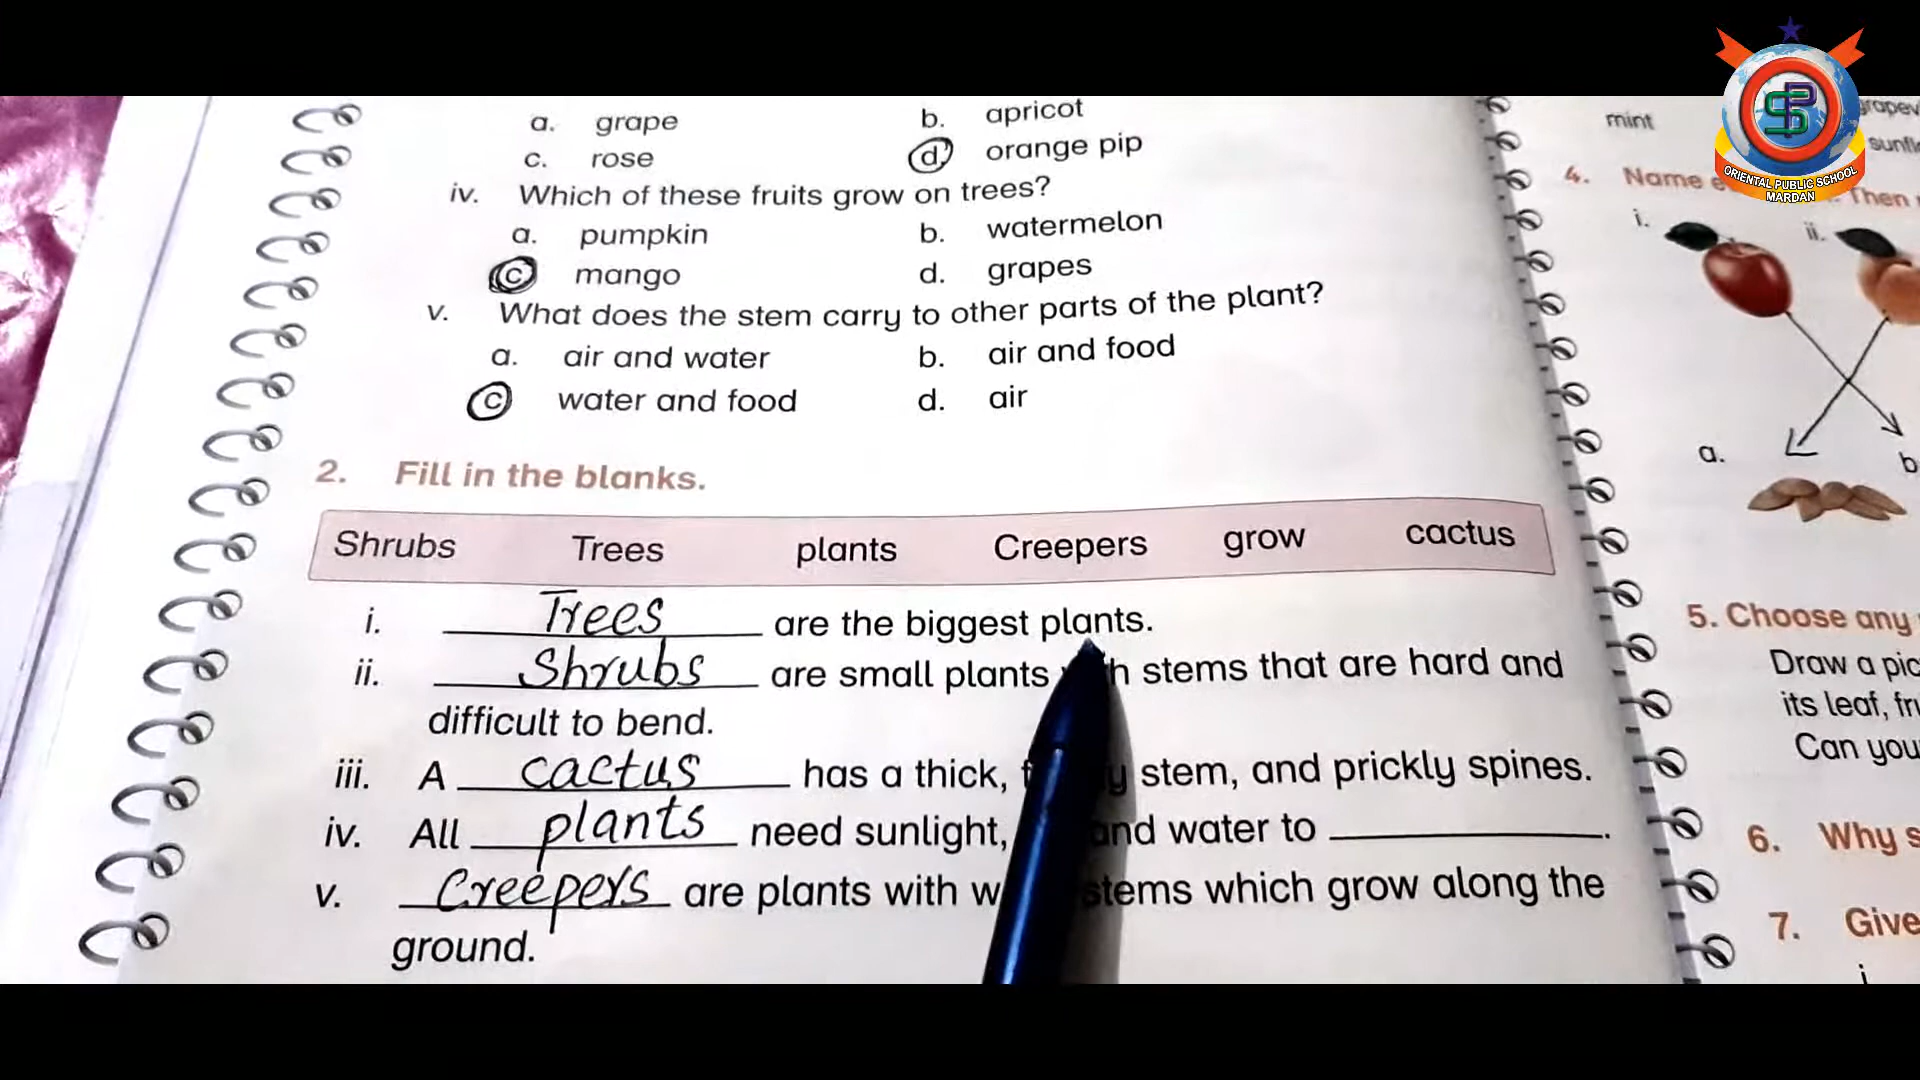 a. grape b. apricot
c. rose d. orange pip
iv. Which of these fruits grow on trees?
a. pumpkin b. watermelon
c mango d. grapes
v. What does the stem carry to other parts of the plant?
a. air and water b. air and food
c water and food d. air
2. Fill in the blanks.
Shrubs Trees plants Creepers grow cactus
i. Trees are the biggest plants.
ii. Shrubs are small plants stems that are hard and
difficult to bend.
iii. A cactus has a thick, stem, and prickly spines.
iv. All plants need sunlight, and water to .
v. Creepers are plants with stems which grow along the
ground.
mint
4. Name Then
i. ii.
a. b
5. Choose any
Draw a
its leaf,
Can you
6. Why
7. Give
i
SP
ORIENTAL PUBLIC SCHOOL
MARDAN